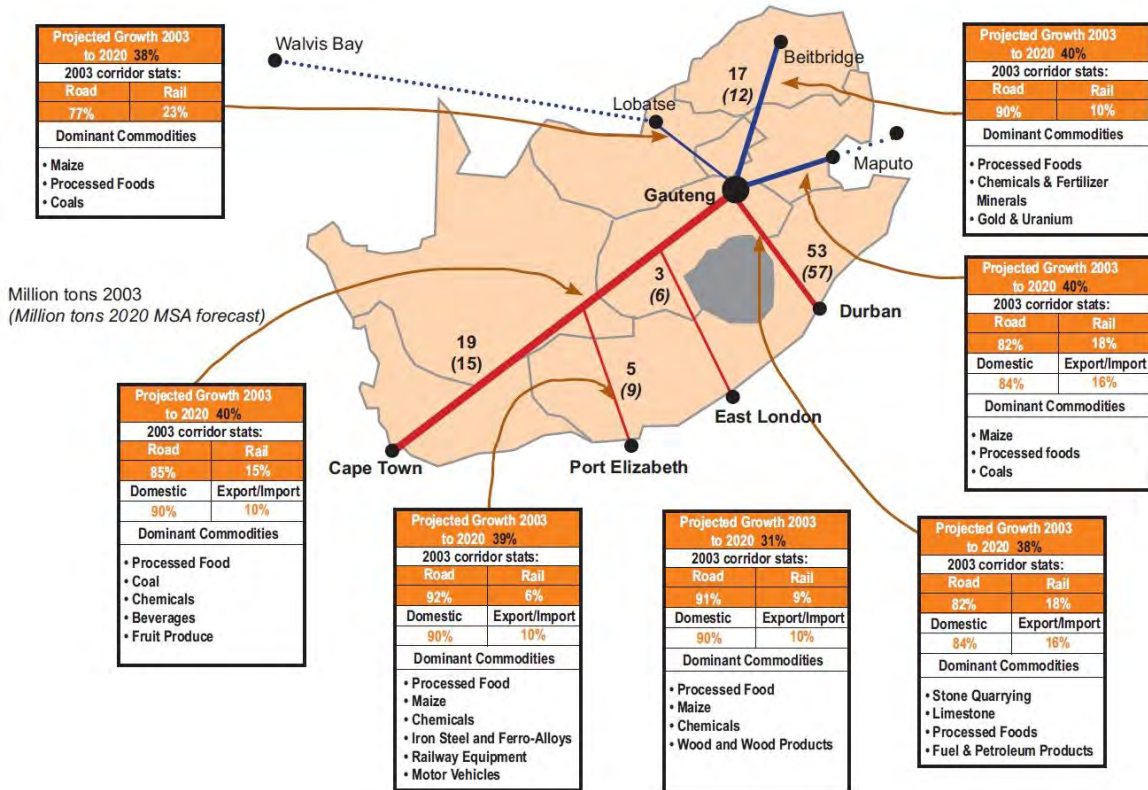 Projected Growth 2003
to 2020 38%
2003 corridor stats:
Road Rail
77% 23%
Dominant Commodities
• Maize
• Processed Foods
• Coals
Walvis Bay
Lobatse
Beitbridge
17
(12)
Maputo
Gauteng
53
(57)
Durban
3
(6)
East London
5
(9)
Port Elizabeth
19
(15)
Cape Town
Million tons 2003
(Million tons 2020 MSA forecast)
Projected Growth 2003
to 2020 40%
2003 corridor stats:
Road Rail
90% 10%
Dominant Commodities
• Processed Foods
• Chemicals & Fertilizer
Minerals
• Gold & Uranium
Projected Growth 2003
to 2020 40%
2003 corridor stats:
Road Rail
82% 18%
Domestic Export/Import
84% 16%
Dominant Commodities
• Maize
• Processed foods
• Coals
Projected Growth 2003
to 2020 40%
2003 corridor stats:
Road Rail
85% 15%
Domestic Export/Import
90% 10%
Dominant Commodities
• Processed Food
• Coal
• Chemicals
• Beverages
• Fruit Produce
Projected Growth 2003
to 2020 39%
2003 corridor stats:
Road Rail
92% 6%
Domestic Export/Import
90% 10%
Dominant Commodities
• Processed Food
• Maize
• Chemicals
• Iron Steel and Ferro-Alloys
• Railway Equipment
• Motor Vehicles
Projected Growth 2003
to 2020 31%
2003 corridor stats:
Road Rail
91% 9%
Domestic Export/Import
90% 10%
Dominant Commodities
• Processed Food
• Maize
• Chemicals
• Wood and Wood Products
Projected Growth 2003
to 2020 38%
2003 corridor stats:
Road Rail
82% 18%
Domestic Export/Import
84% 16%
Dominant Commodities
• Stone Quarrying
• Limestone
• Processed Foods
• Fuel & Petroleum Products